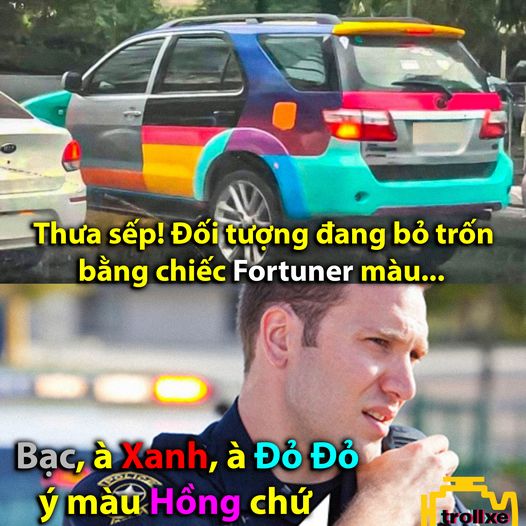 Thưa sếp! Đối tượng đang bỏ trốn
bằng chiếc Fortuner màu...
Bạc, à Xanh, à Đỏ Đỏ
ý màu Hồng chứ
trollxe